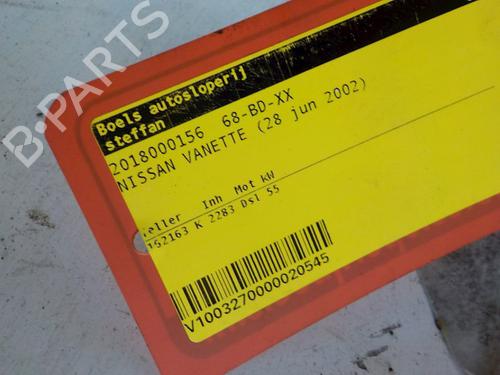 Boels autosloperij
steffan
2018000156 68-BD-XX
NISSAN VANETTE (28 jun 2002)
eller Inh Mot kW
152163 K 2283 Dsl 55
V1003270000020545
B-PARTS